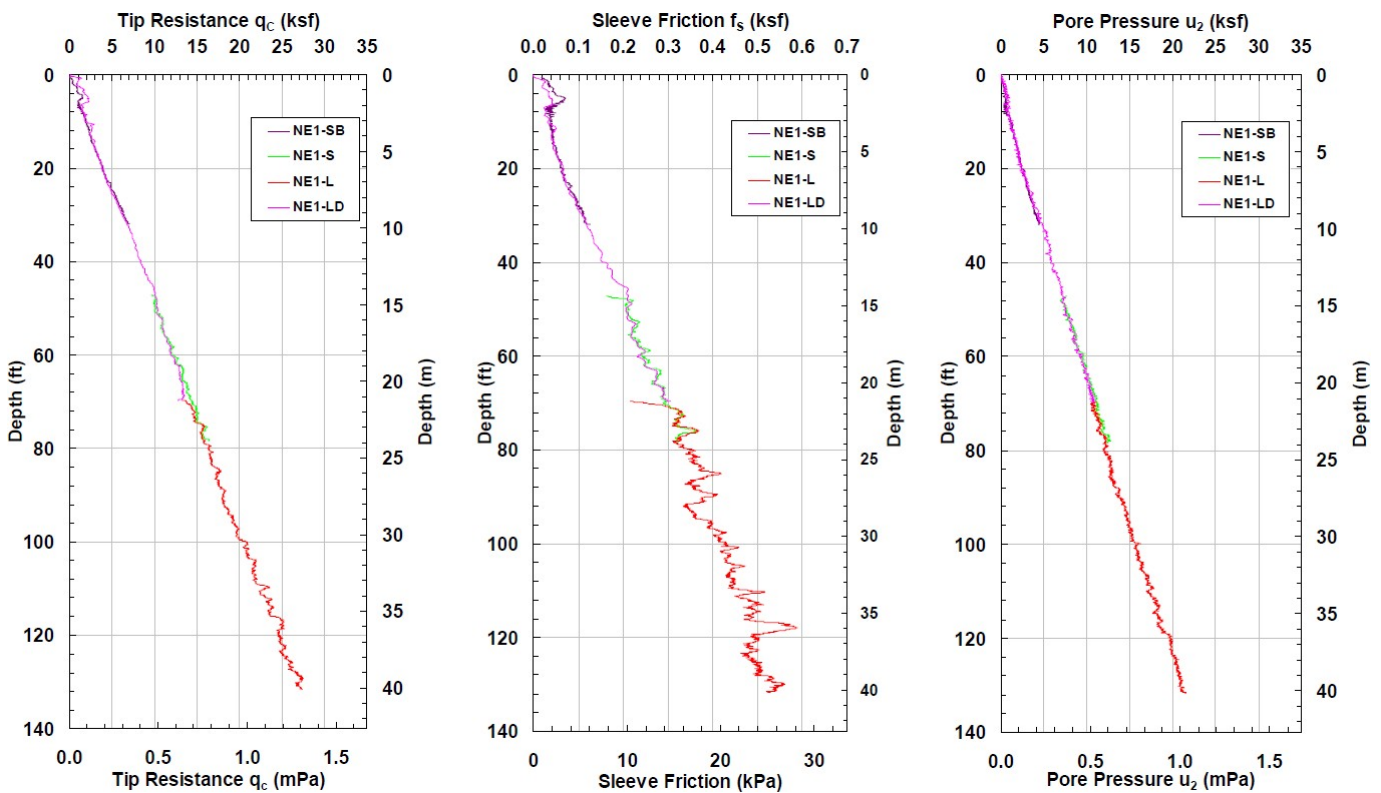 Tip Resistance qC (ksf)
0 5 10 15 20 25 30 35
0
20
40
60
80
100
120
140
Depth (ft)
NE1-SB
NE1-S
NE1-L
NE1-LD
0
5
10
15
20
25
30
35
40
Depth (m)
0.0 0.5 1.0 1.5
Tip Resistance qc (mPa)
Sleeve Friction fS (ksf)
0.0 0.1 0.2 0.3 0.4 0.5 0.6 0.7
0
20
40
60
80
100
120
140
Depth (ft)
NE1-SB
NE1-S
NE1-L
NE1-LD
0
5
10
15
20
25
30
35
40
Depth (m)
0 10 20 30
Sleeve Friction (kPa)
Pore Pressure u2 (ksf)
0 5 10 15 20 25 30 35
0
20
40
60
80
100
120
140
Depth (ft)
NE1-SB
NE1-S
NE1-L
NE1-LD
0
5
10
15
20
25
30
35
40
Depth (m)
0.0 0.5 1.0 1.5
Pore Pressure u2 (mPa)